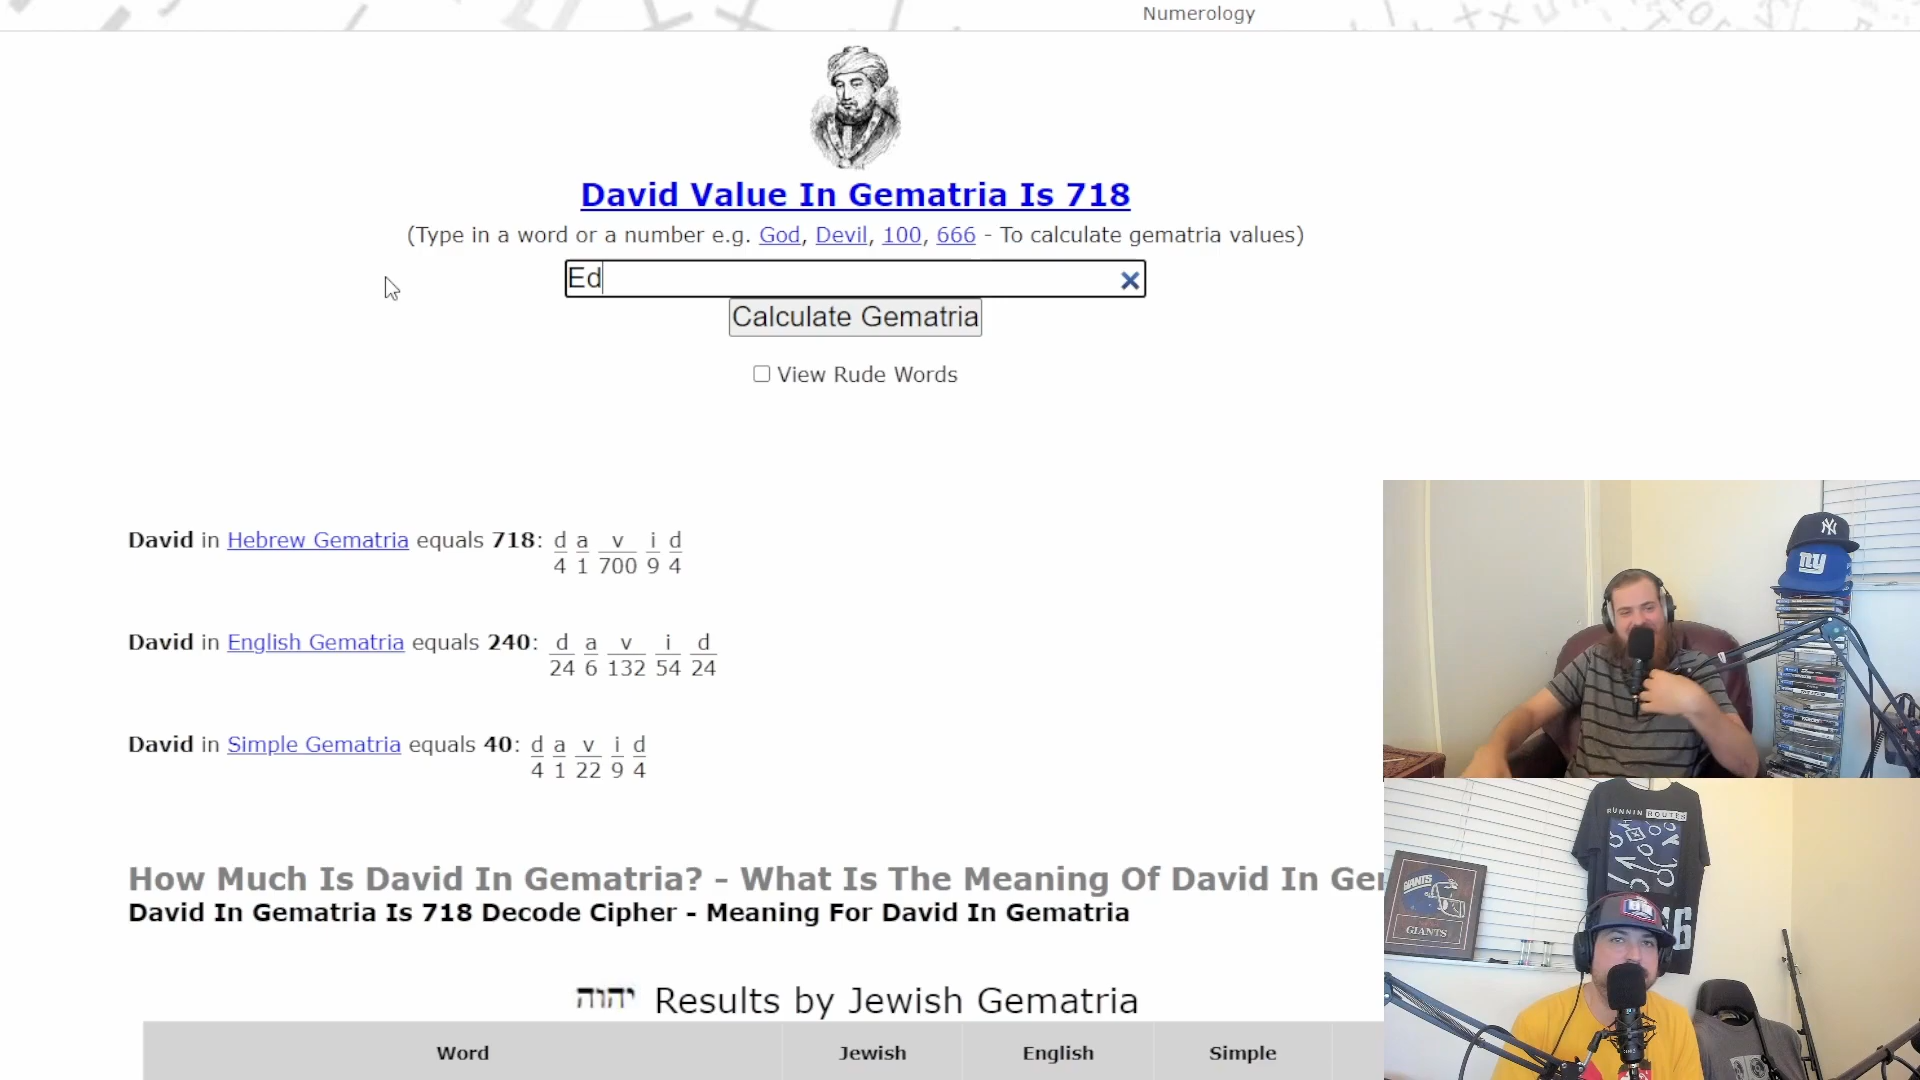 Numerology
David Value In Gematria Is 718
(Type in a word or a number e.g. God, Devil, 100, 666 - To calculate gematria values)
Ed
Calculate Gematria
View Rude Words
David in Hebrew Gematria equals 718: d a v i d
4 1 700 9 4
David in English Gematria equals 240: d a v i d
24 6 132 54 24
David in Simple Gematria equals 40: d a v i d
4 1 22 9 4
How Much Is David In Gematria? - What Is The Meaning Of David In Ge
David In Gematria Is 718 Decode Cipher - Meaning For David In Gematria
יהוה Results by Jewish Gematria
Word Jewish English Simple
NY
ny
RUNNIN ROUTES
GIANTS
GIANTS